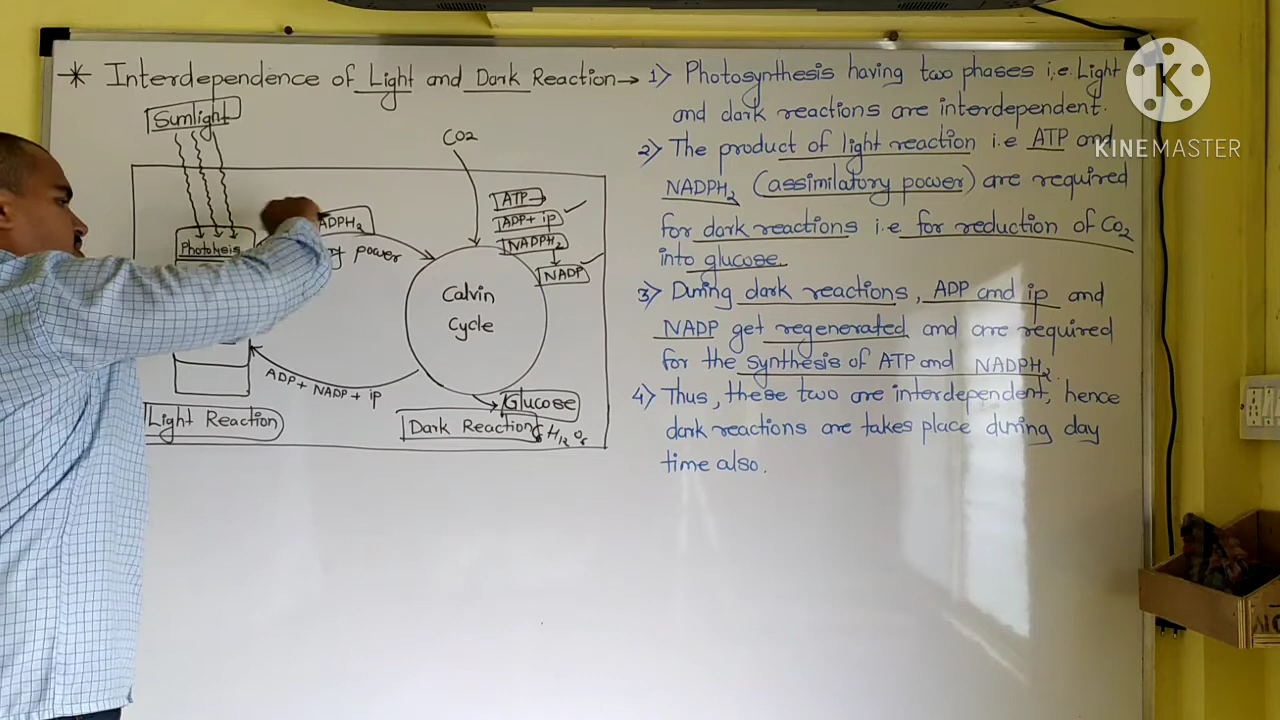 * Interdependence of Light and Dark Reaction →
Sunlight
CO2
ADPH2
power
Photolysis
ATP →
ADP + ip
NADPH2
NADP
Calvin
Cycle
ADP + NADP + ip
Glucose
Light Reaction
Dark Reaction
C6H12O6
1) Photosynthesis having two phases i.e. Light
and dark reactions are interdependent.
2) The product of light reaction i.e ATP and
NADPH2 (assimilatory power) are required
for dark reactions i.e for reduction of CO2
into glucose.
3) During dark reactions, ADP and ip and
NADP get regenerated and are required
for the synthesis of ATP and NADPH2.
4) Thus, these two are interdependent, hence
dark reactions are takes place during day
time also.
K
KINEMASTER